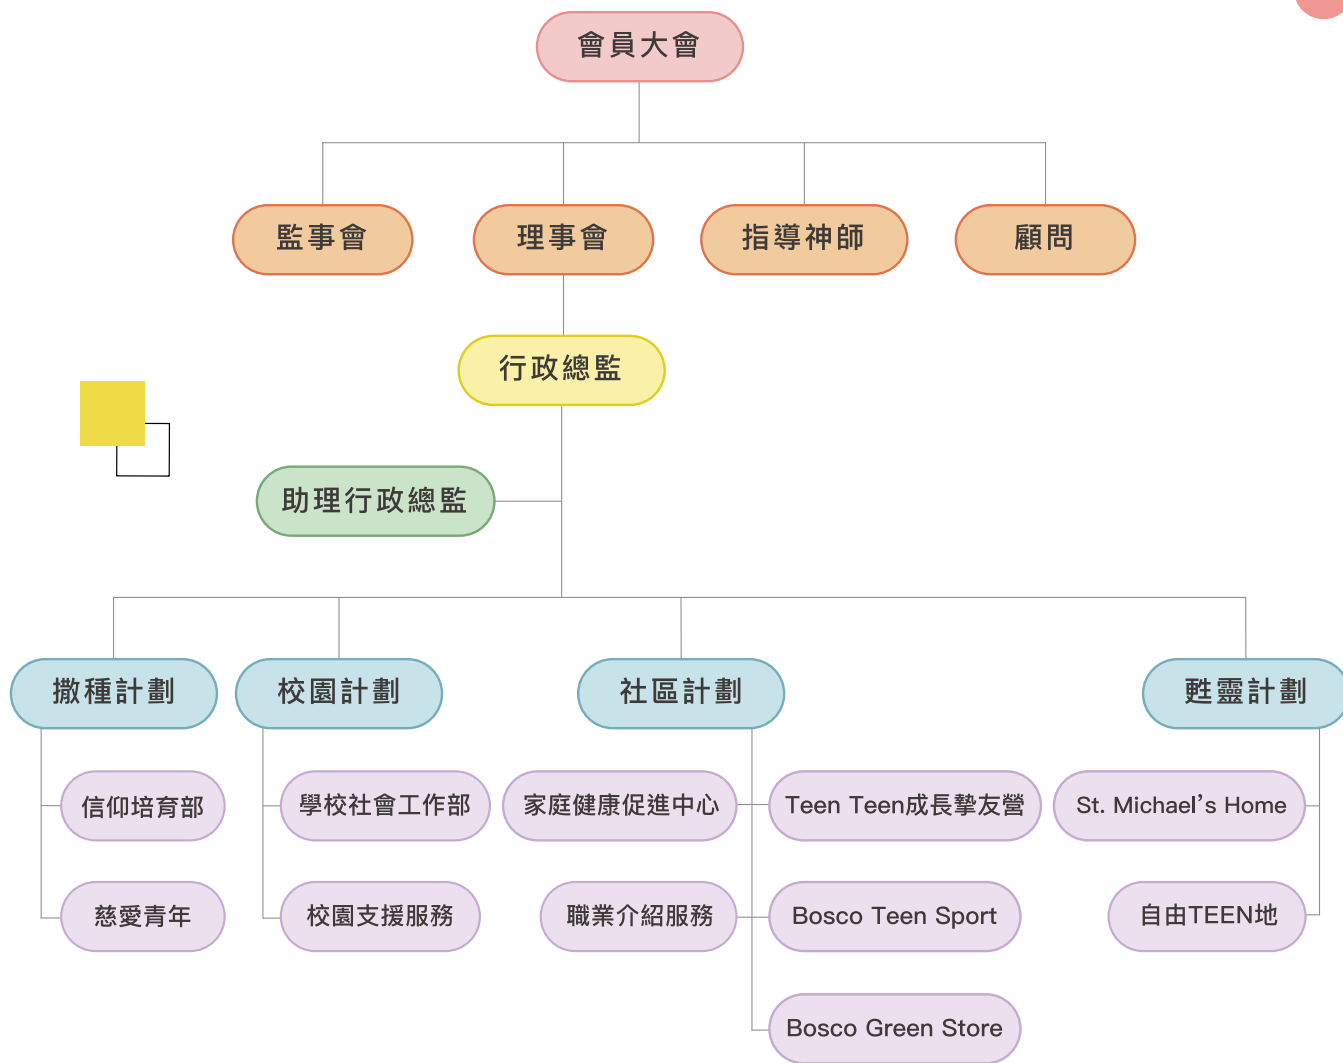 會員大會
監事會
理事會
指導神師
顧問
行政總監
助理行政總監
撒種計劃
校園計劃
社區計劃
甦靈計劃
信仰培育部
學校社會工作部
家庭健康促進中心
Teen Teen成長摯友營
St. Michael's Home
慈愛青年
校園支援服務
職業介紹服務
Bosco Teen Sport
自由TEEN地
Bosco Green Store